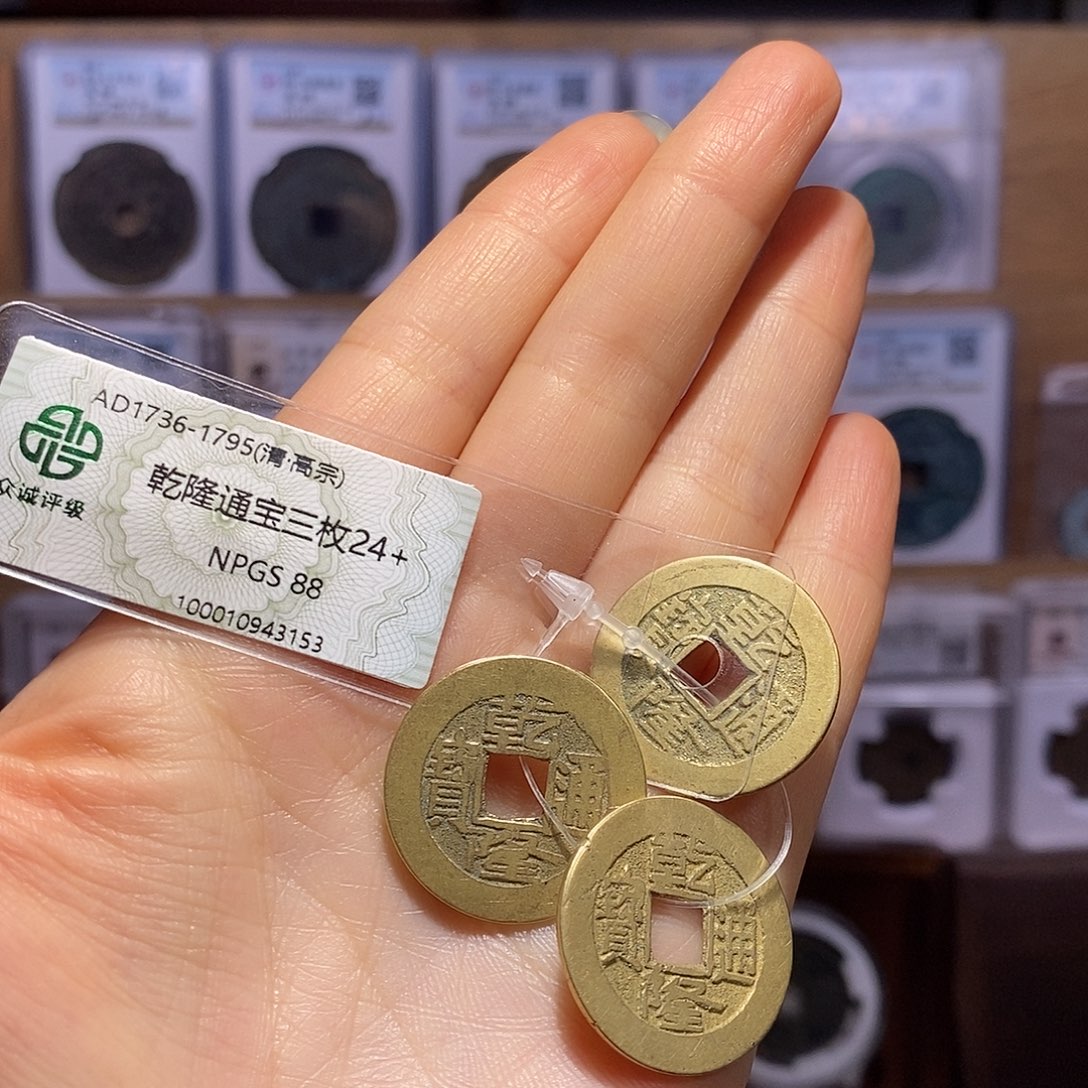 AD1736-1795(清·高宗)
众诚评级
乾隆通宝三枚24+
NPGS 88
100010943153
乾隆通寶
乾隆通寶
乾隆通寶